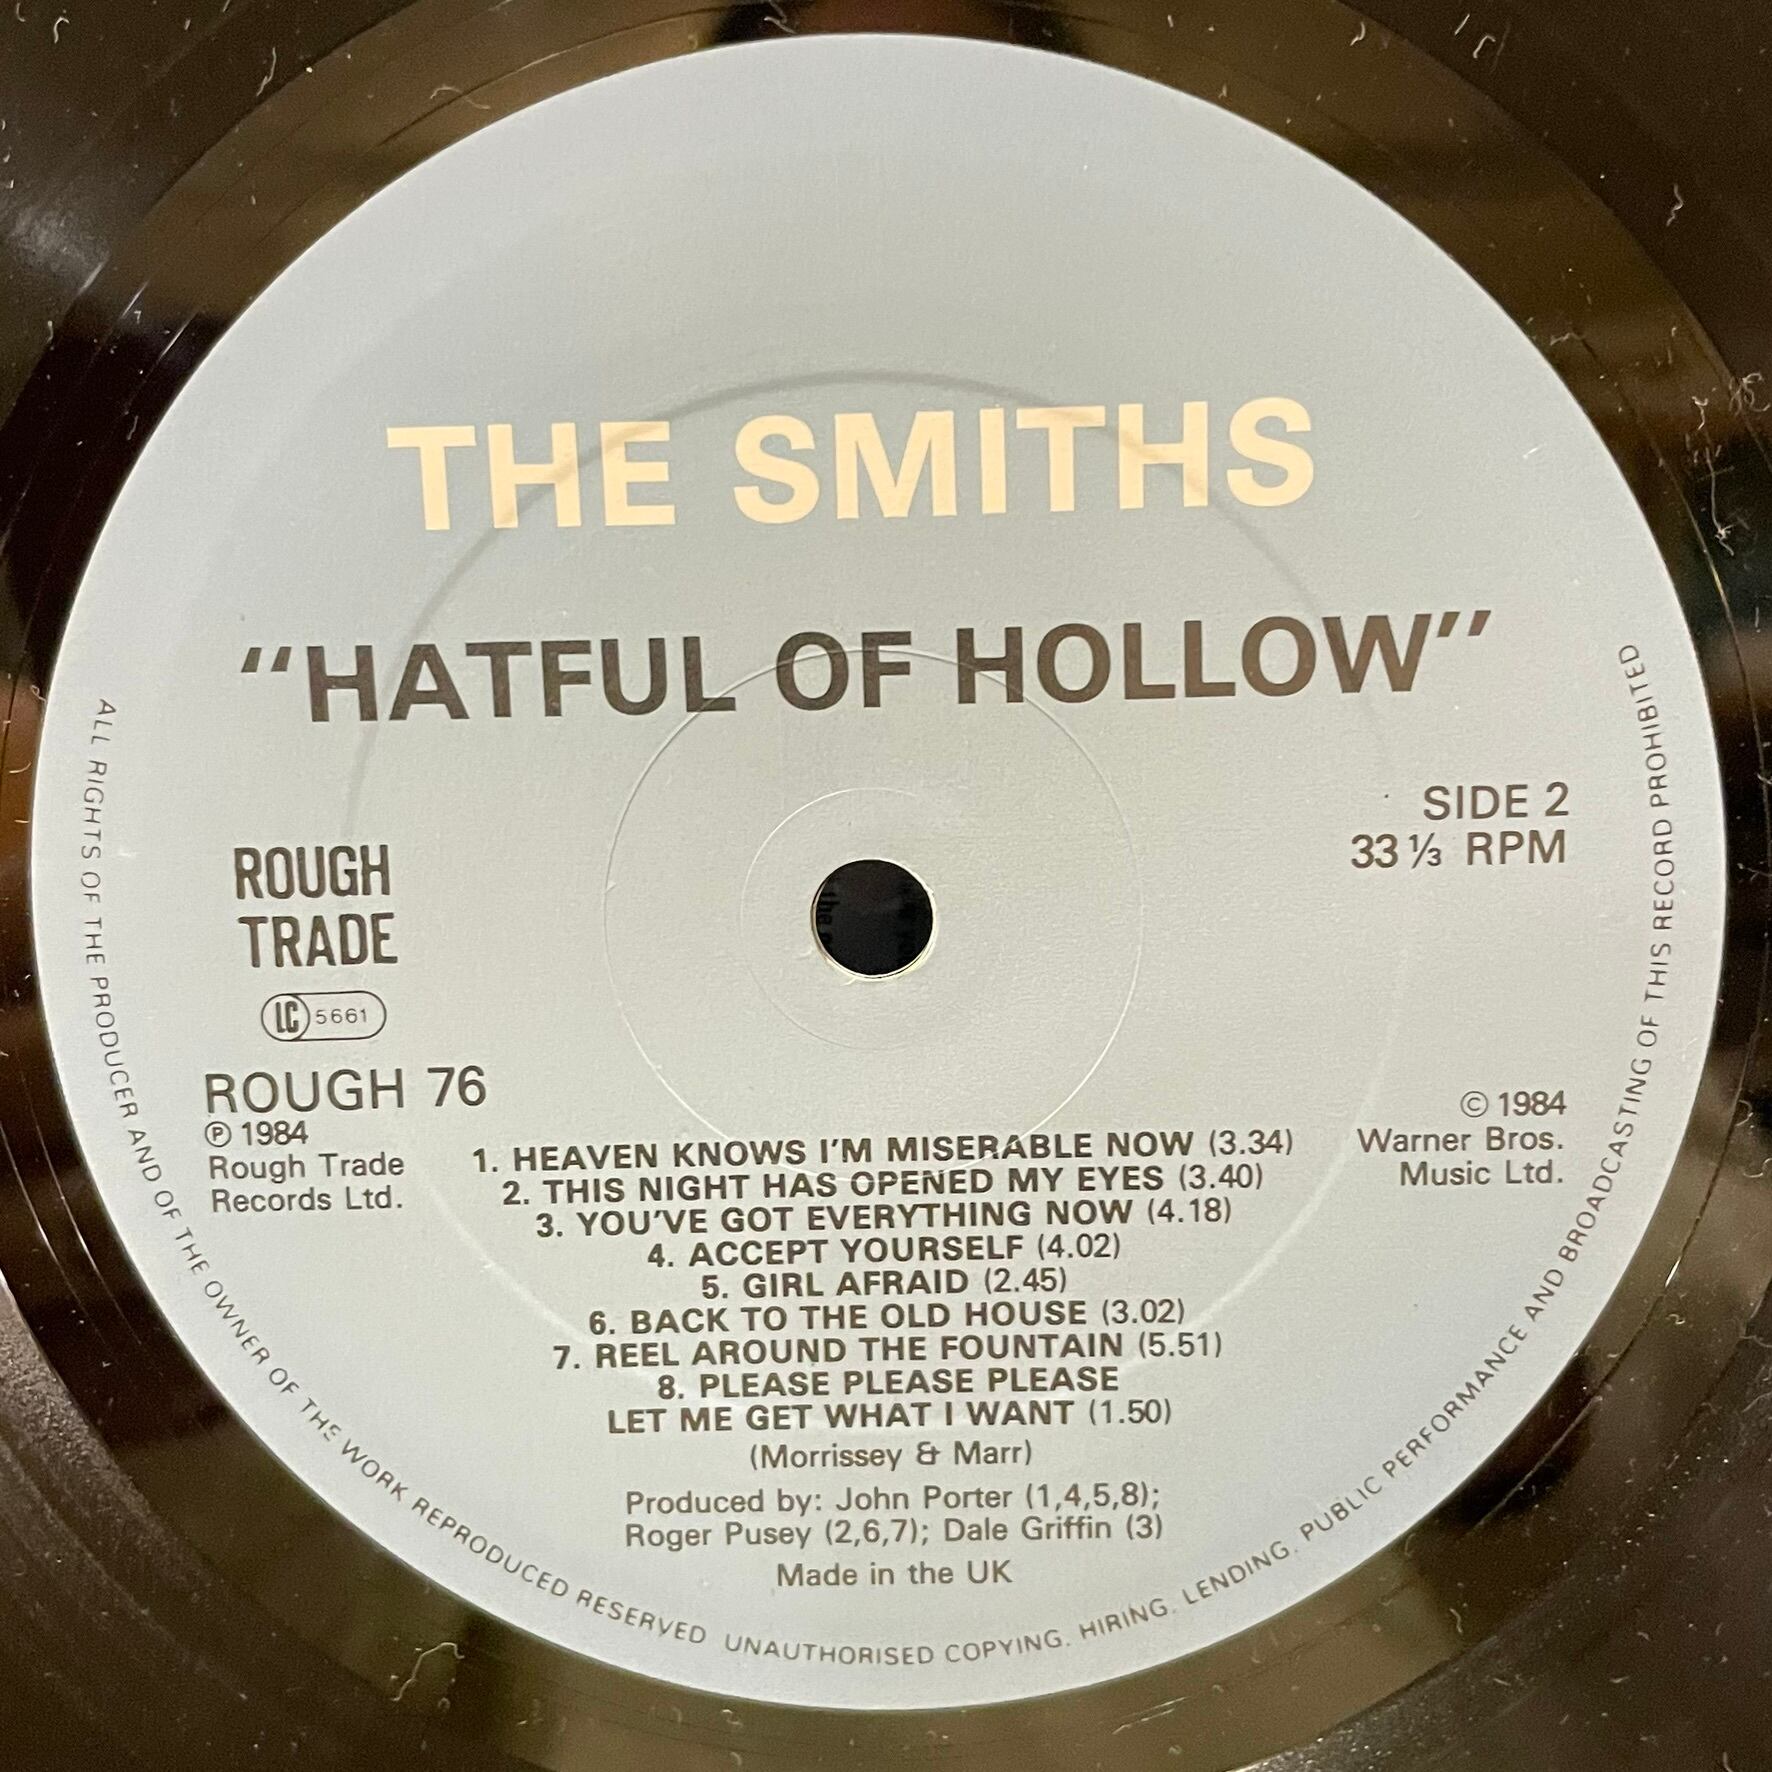 THE SMITHS
"HATFUL OF HOLLOW"
SIDE 2
33 ⅓ RPM
ROUGH
TRADE
LC 5661
ROUGH 76
℗ 1984
Rough Trade
Records Ltd.
© 1984
Warner Bros.
Music Ltd.
1. HEAVEN KNOWS I'M MISERABLE NOW (3.34)
2. THIS NIGHT HAS OPENED MY EYES (3.40)
3. YOU'VE GOT EVERYTHING NOW (4.18)
4. ACCEPT YOURSELF (4.02)
5. GIRL AFRAID (2.45)
6. BACK TO THE OLD HOUSE (3.02)
7. REEL AROUND THE FOUNTAIN (5.51)
8. PLEASE PLEASE PLEASE
LET ME GET WHAT I WANT (1.50)
(Morrissey & Marr)
Produced by: John Porter (1,4,5,8);
Roger Pusey (2,6,7); Dale Griffin (3)
Made in the UK
ALL RIGHTS OF THE PRODUCER AND OF THE OWNER OF THE WORK REPRODUCED RESERVED UNAUTHORISED COPYING. HIRING. LENDING. PUBLIC PERFORMANCE AND BROADCASTING OF THIS RECORD PROHIBITED